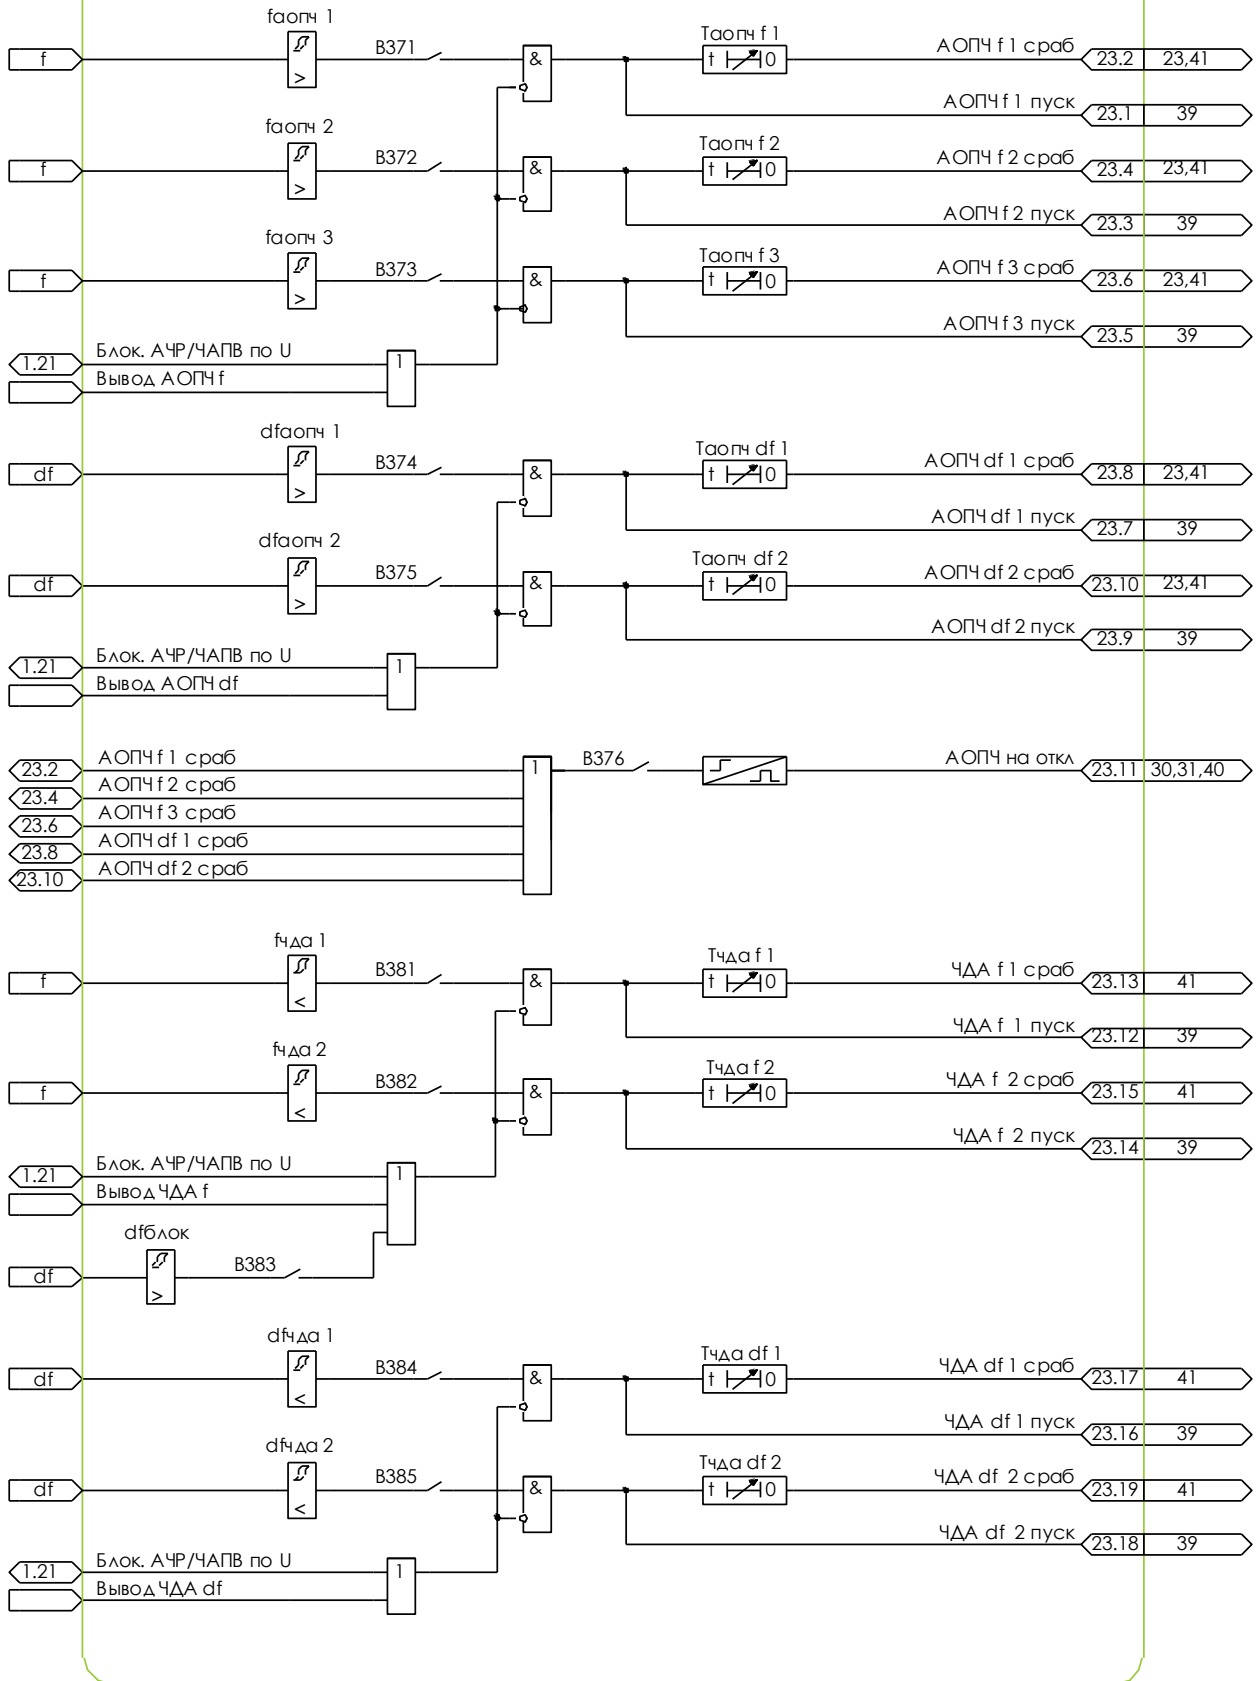 fаопч 1
f > B371 & Tаопч f 1 t 0 АОПЧ f 1 сраб 23.2 23,41
АОПЧ f 1 пуск 23.1 39
fаопч 2
f > B372 & Tаопч f 2 t 0 АОПЧ f 2 сраб 23.4 23,41
АОПЧ f 2 пуск 23.3 39
fаопч 3
f > B373 & Tаопч f 3 t 0 АОПЧ f 3 сраб 23.6 23,41
АОПЧ f 3 пуск 23.5 39
1.21 Блок. АЧР/ЧАПВ по U 1
Вывод АОПЧ f
dfаопч 1
df > B374 & Tаопч df 1 t 0 АОПЧ df 1 сраб 23.8 23,41
АОПЧ df 1 пуск 23.7 39
dfаопч 2
df > B375 & Tаопч df 2 t 0 АОПЧ df 2 сраб 23.10 23,41
АОПЧ df 2 пуск 23.9 39
1.21 Блок. АЧР/ЧАПВ по U 1
Вывод АОПЧ df
23.2 АОПЧ f 1 сраб 1 B376 АОПЧ на откл 23.11 30,31,40
23.4 АОПЧ f 2 сраб
23.6 АОПЧ f 3 сраб
23.8 АОПЧ df 1 сраб
23.10 АОПЧ df 2 сраб
fчда 1
f < B381 & Tчда f 1 t 0 ЧДА f 1 сраб 23.13 41
ЧДА f 1 пуск 23.12 39
fчда 2
f < B382 & Tчда f 2 t 0 ЧДА f 2 сраб 23.15 41
ЧДА f 2 пуск 23.14 39
1.21 Блок. АЧР/ЧАПВ по U 1
Вывод ЧДА f
dfблок
df > B383
dfчда 1
df < B384 & Tчда df 1 t 0 ЧДА df 1 сраб 23.17 41
ЧДА df 1 пуск 23.16 39
dfчда 2
df < B385 & Tчда df 2 t 0 ЧДА df 2 сраб 23.19 41
ЧДА df 2 пуск 23.18 39
1.21 Блок. АЧР/ЧАПВ по U 1
Вывод ЧДА df